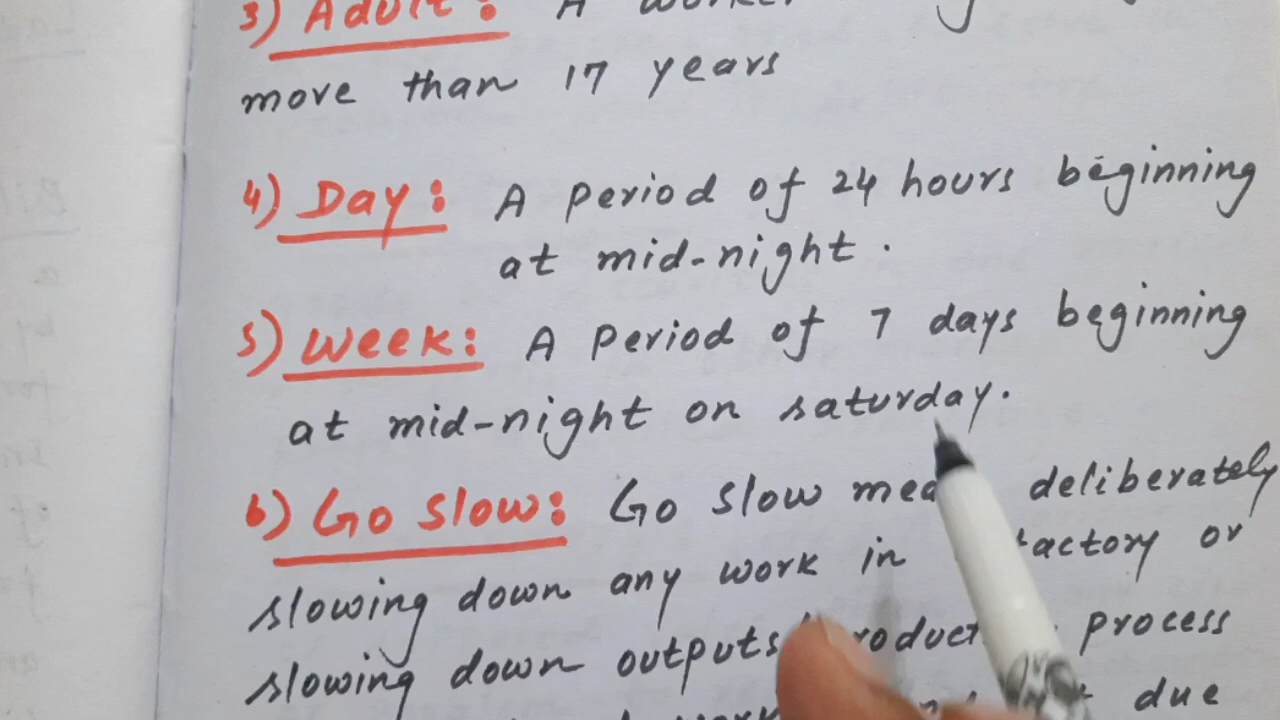 3) Adult: A worker
more than 17 years
4) Day: A period of 24 hours beginning
at mid-night.
5) Week: A Period of 7 days beginning
at mid-night on saturday.
6) Go slow: Go slow deliberately
slowing down any work in factory or
slowing down outputs process
due